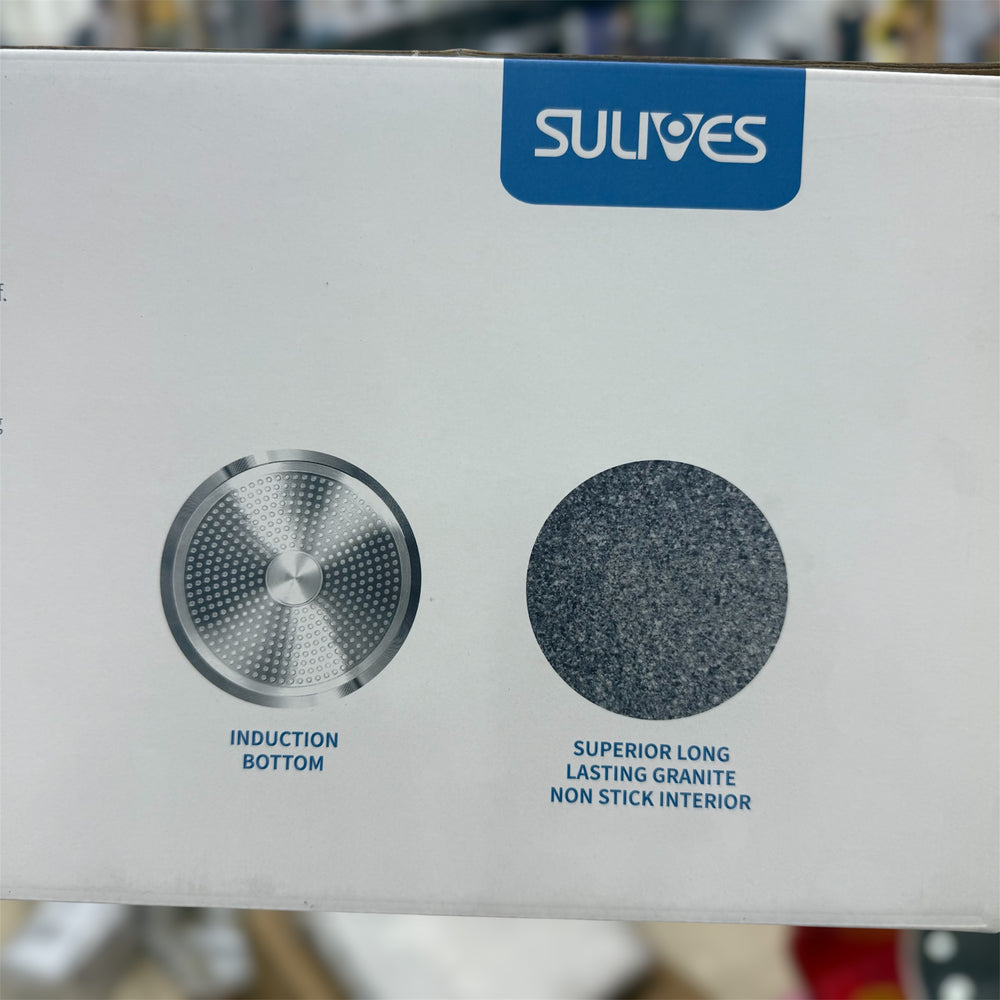 SULIVES
INDUCTION
BOTTOM
SUPERIOR LONG
LASTING GRANITE
NON STICK INTERIOR